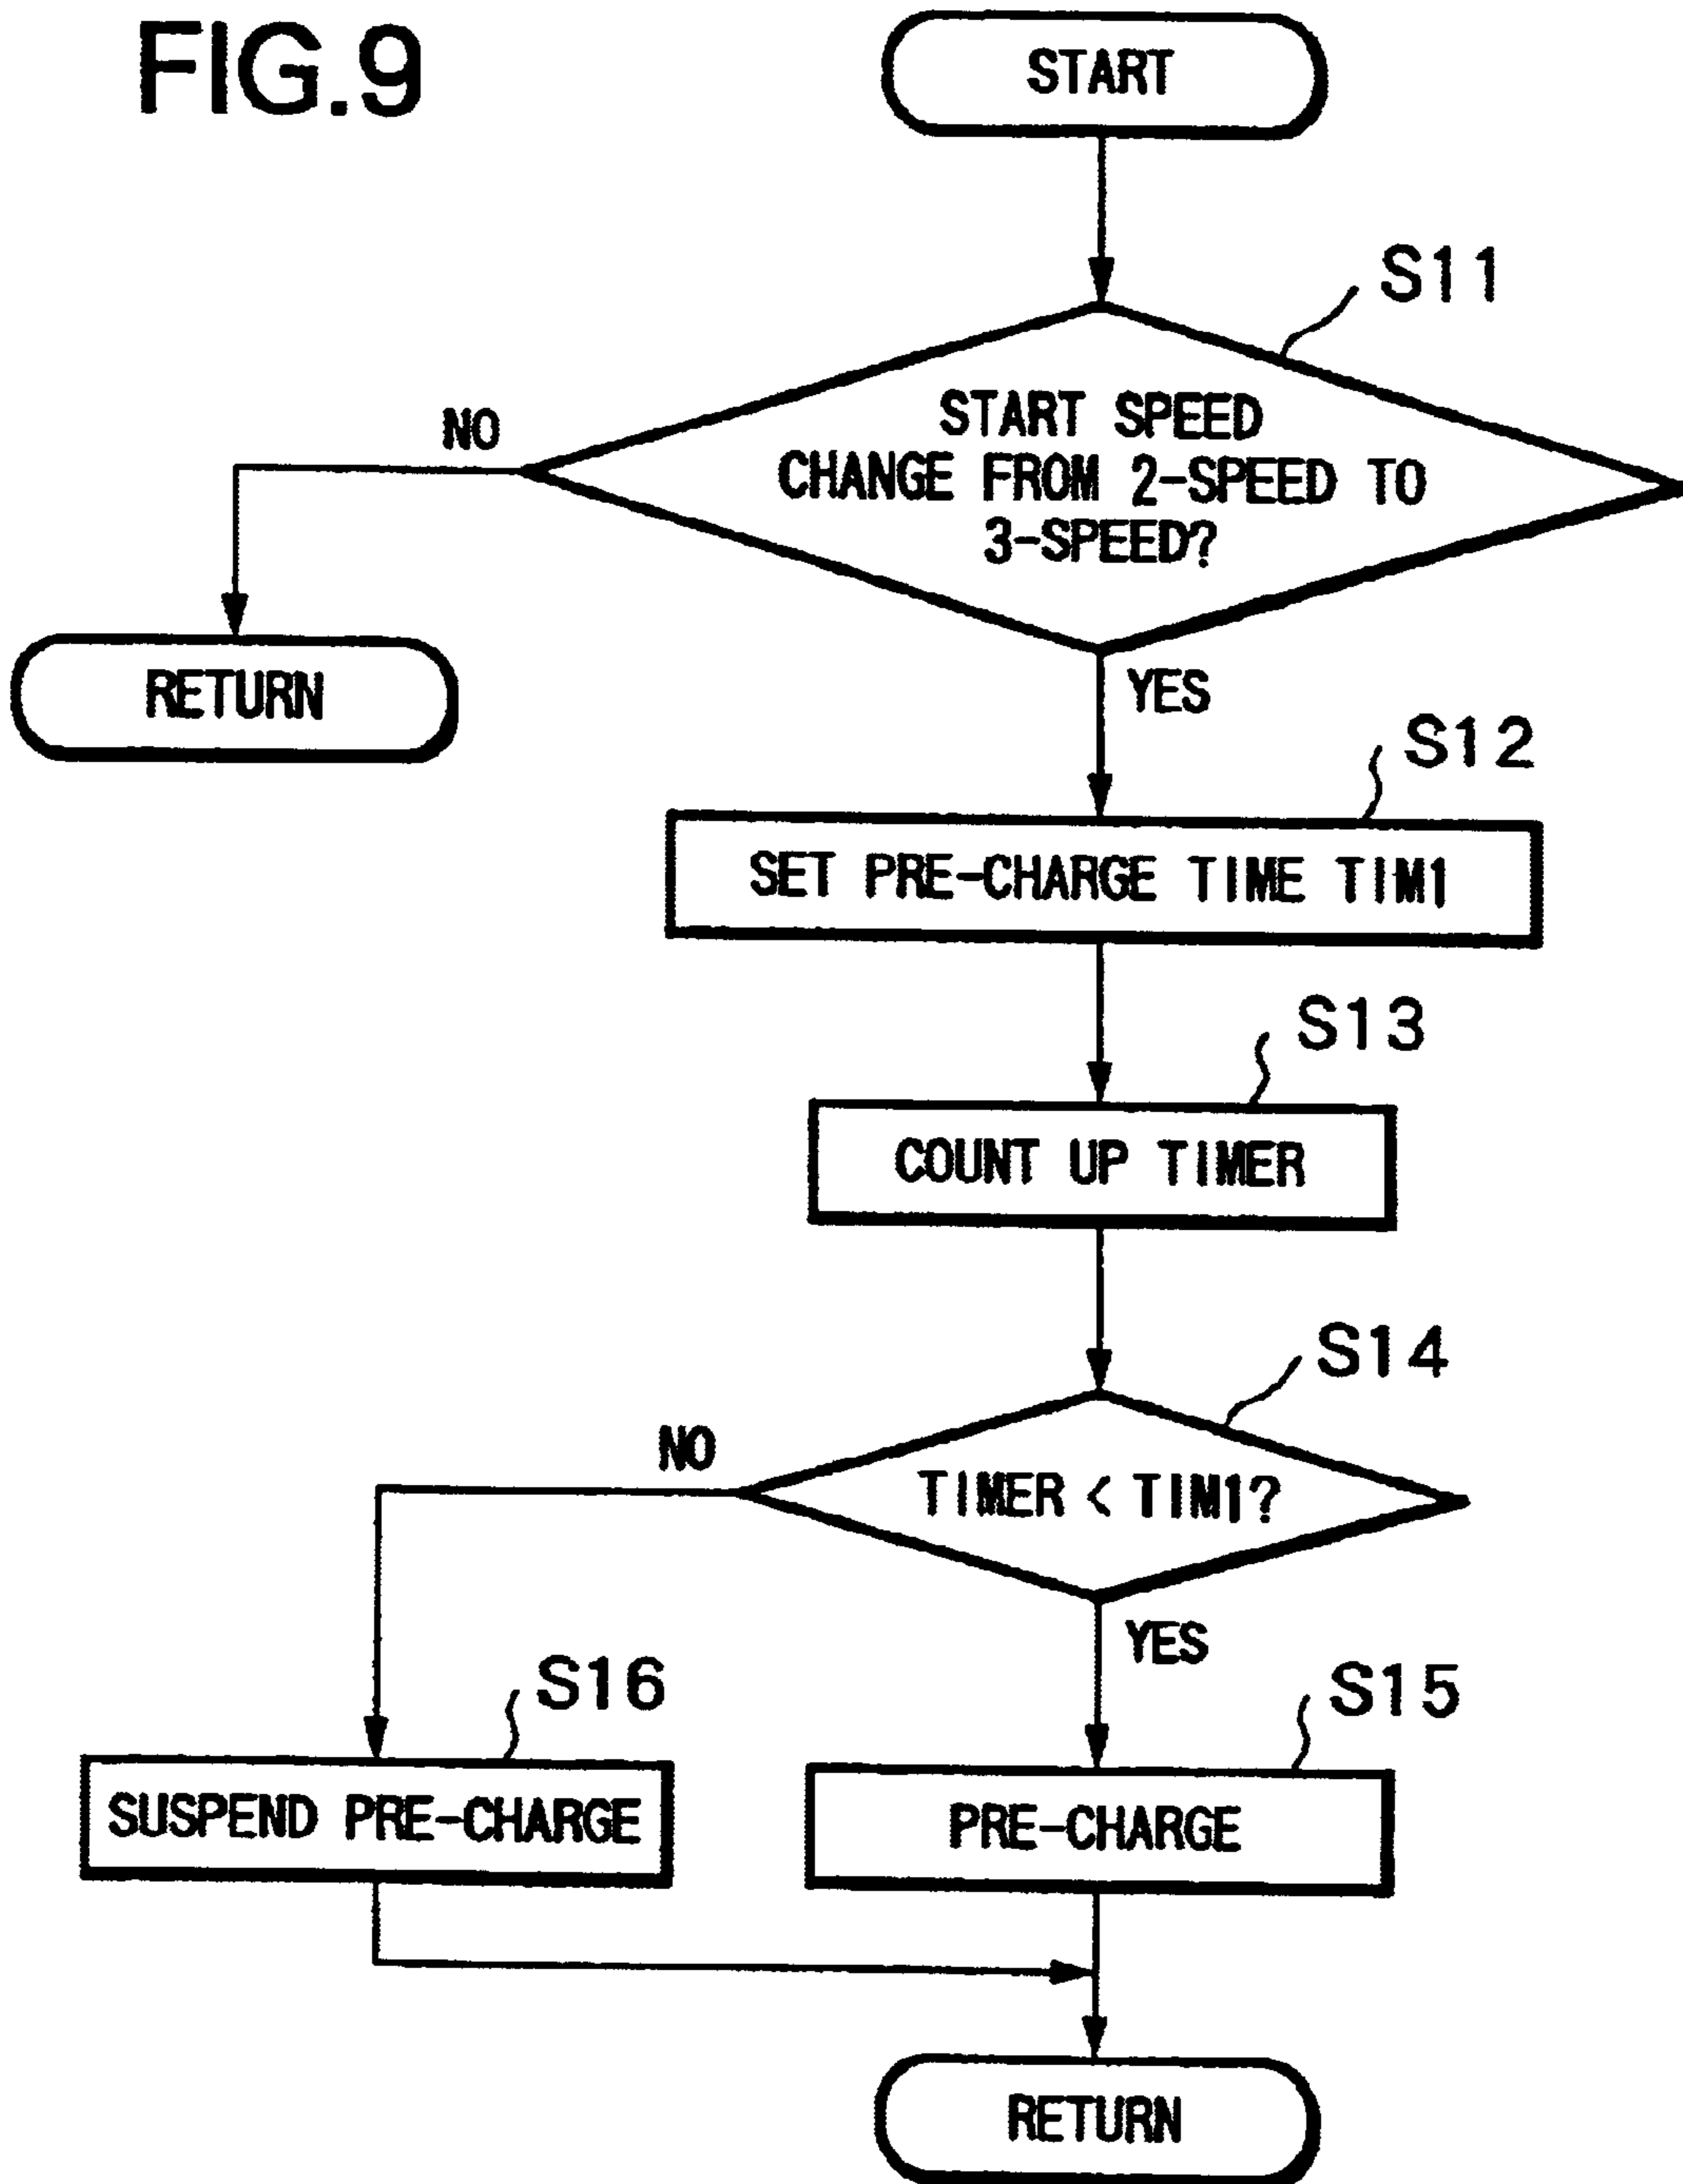 FIG.9
START
S11
START SPEED
CHANGE FROM 2-SPEED TO
3-SPEED?
NO
RETURN
YES
S12
SET PRE-CHARGE TIME TIM1
S13
COUNT UP TIMER
S14
NO
TIMER < TIM1?
YES
S16
S15
SUSPEND PRE-CHARGE
PRE-CHARGE
RETURN